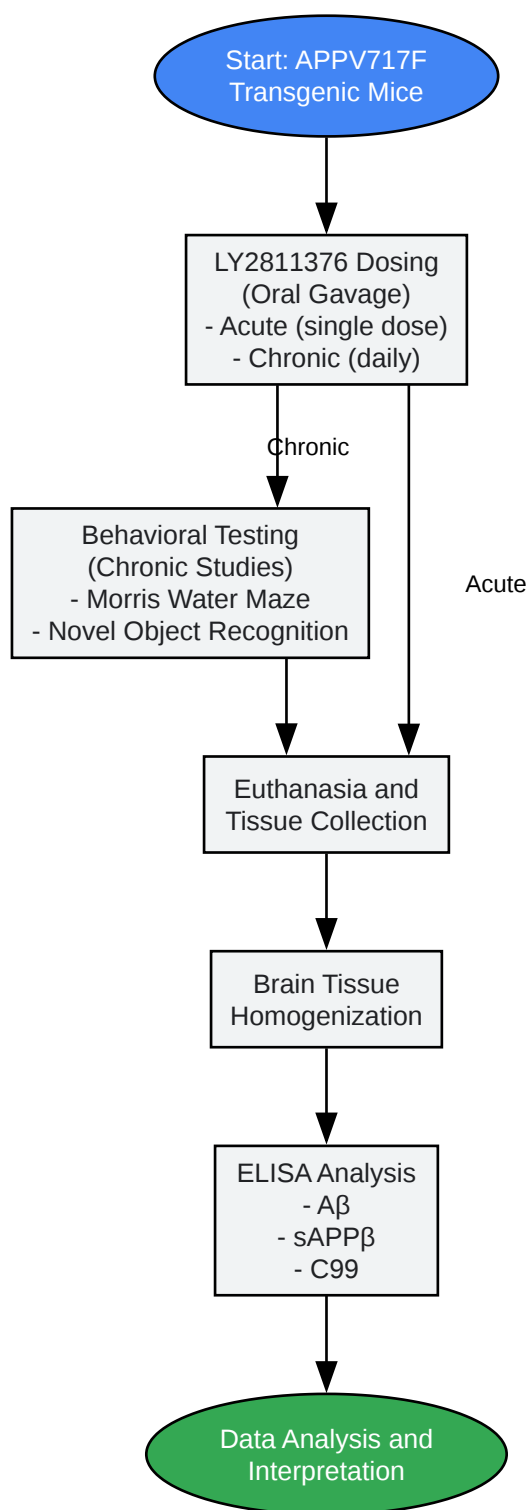 Start: APPV717F
Transgenic Mice
LY2811376 Dosing
(Oral Gavage)
- Acute (single dose)
- Chronic (daily)
Chronic
Behavioral Testing
(Chronic Studies)
- Morris Water Maze
- Novel Object Recognition
Acute
Euthanasia and
Tissue Collection
Brain Tissue
Homogenization
ELISA Analysis
- Aβ
- sAPPβ
- C99
Data Analysis and
Interpretation